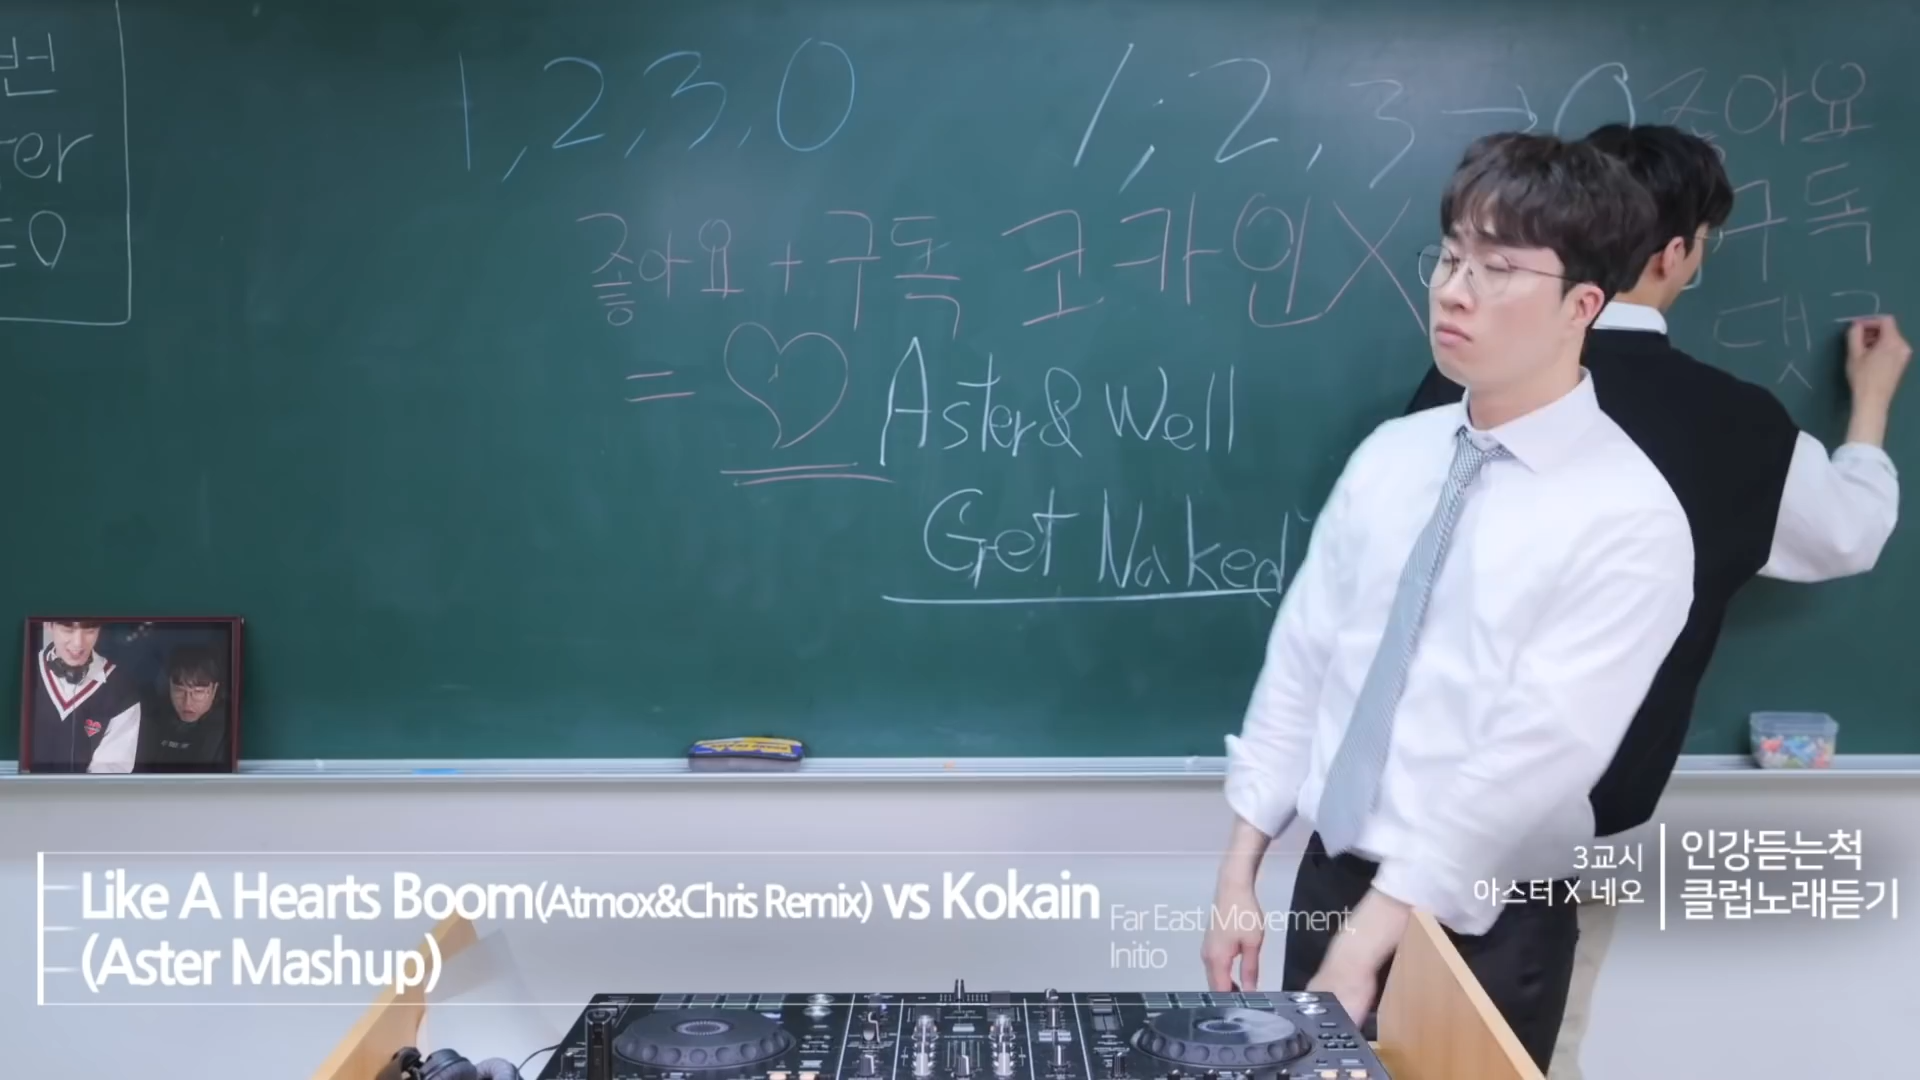 번
er
1,2,3,0
1,2,3→0
좋아요
좋아요+구독
코카인X
구독
댓
=♡
Aster& Well
Get Naked
Like A Hearts Boom(Atmox&Chris Remix) vs Kokain
(Aster Mashup)
Far East Movement,
Initio
3교시
아스터 X 네오
인강듣는척
클럽노래듣기